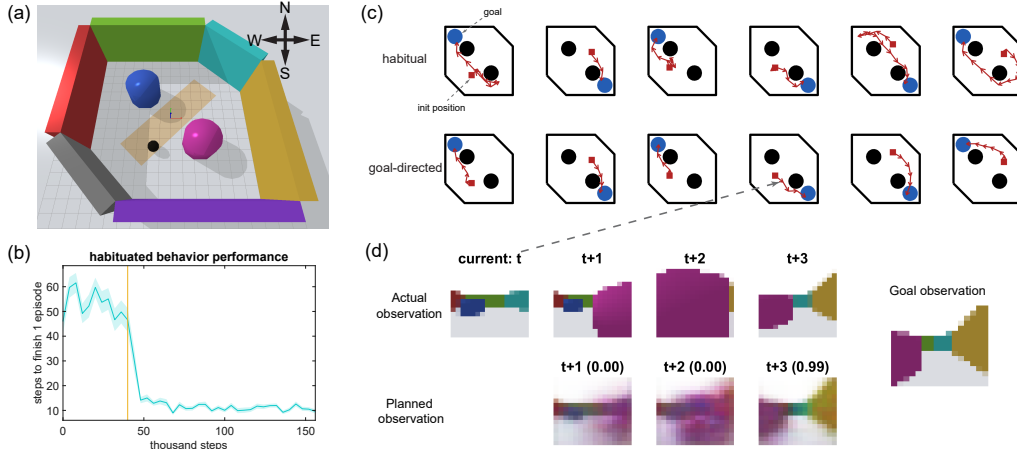 (a)
N
W E
S
(b)
habituated behavior performance
steps to finish 1 episode
60
50
40
30
20
10
0 50 100 150
thousand steps
(c)
goal
habitual
init position
goal-directed
(d)
current: t t+1 t+2 t+3
Actual
observation
Goal observation
t+1 (0.00) t+2 (0.00) t+3 (0.99)
Planned
observation